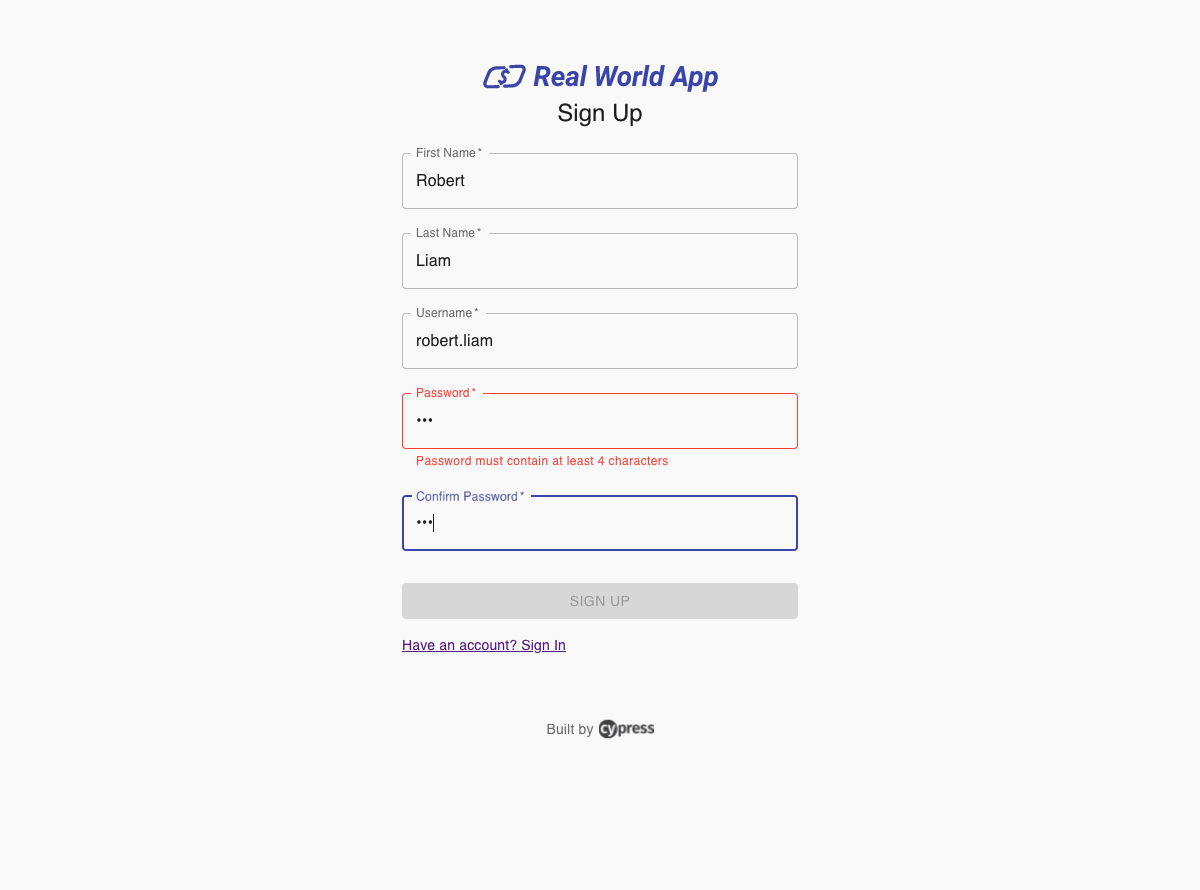 Real World App
Sign Up
First Name *
Robert
Last Name *
Liam
Username *
robert.liam
Password *
•••
Password must contain at least 4 characters
Confirm Password *
•••
SIGN UP
Have an account? Sign In
Built by cypress